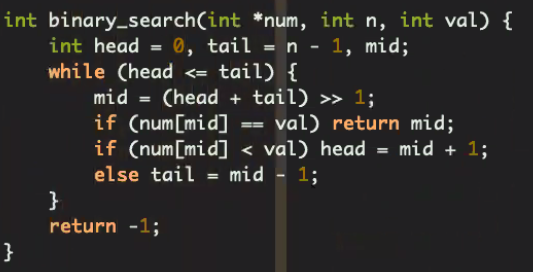 int binary_search(int *num, int n, int val) {
    int head = 0, tail = n - 1, mid;
    while (head <= tail) {
        mid = (head + tail) >> 1;
        if (num[mid] == val) return mid;
        if (num[mid] < val) head = mid + 1;
        else tail = mid - 1;
    }
    return -1;
}